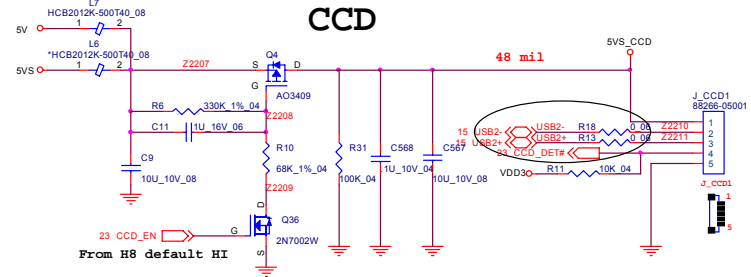 CCD
L7
HCB2012K-500T40_08
5V
1
2
L6
5VS
*HCB2012K-500T40_08
1
2
Z2207
Q4
S
D
G
AO3409
48 mil
5VS_CCD
J_CCD1
88266-05001
R6
330K_1%_04
Z2208
C11
1U_16V_06
C9
10U_10V_08
R10
68K_1%_04
Z2209
R31
100K_04
C568
.1U_10V_04
C567
10U_10V_08
15 USB2-
USB2-
R18
0_06
Z2210
15 USB2+
USB2+
R13
0_06
Z2211
23 CCD_DET#
VDD3
R11
10K_04
1
2
3
4
5
J_CCD1
1
5
D
Q36
G
2N7002W
S
23 CCD_EN
From H8 default HI